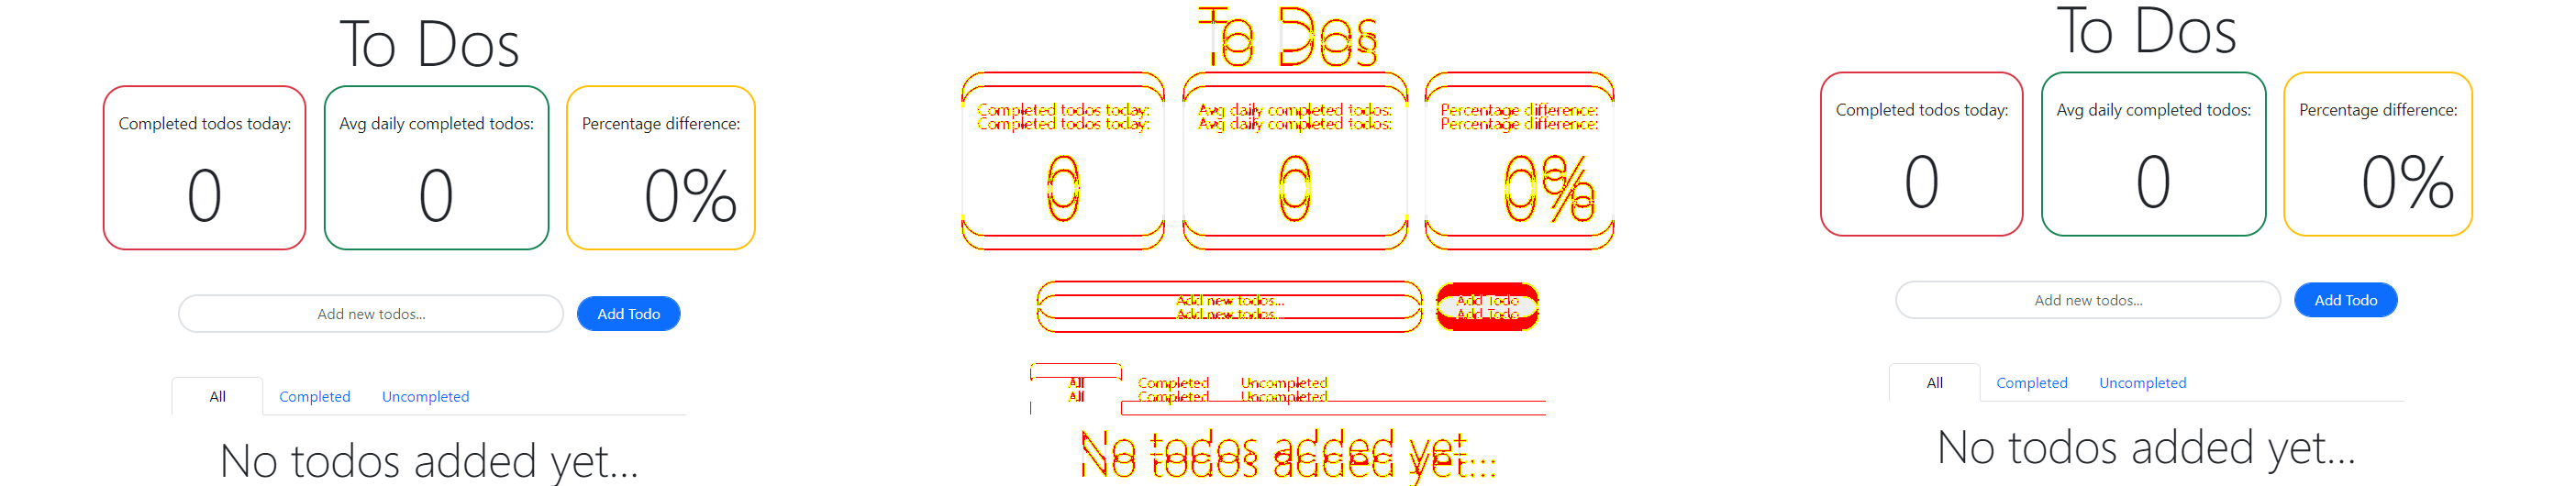 To Dos
Completed todos today:
0
Avg daily completed todos:
0
Percentage difference:
0%
Add new todos...
Add Todo
All
Completed
Uncompleted
No todos added yet...
To Dos
Completed todos today:
Completed todos today:
0
Avg daily completed todos:
Avg daily completed todos:
0
Percentage difference:
Percentage difference:
0%
Add new todos...
Add new todos...
Add Todo
Add Todo
All
All
Completed
Completed
Uncompleted
Uncompleted
No todos added yet...
No todos added yet...
To Dos
Completed todos today:
0
Avg daily completed todos:
0
Percentage difference:
0%
Add new todos...
Add Todo
All
Completed
Uncompleted
No todos added yet...